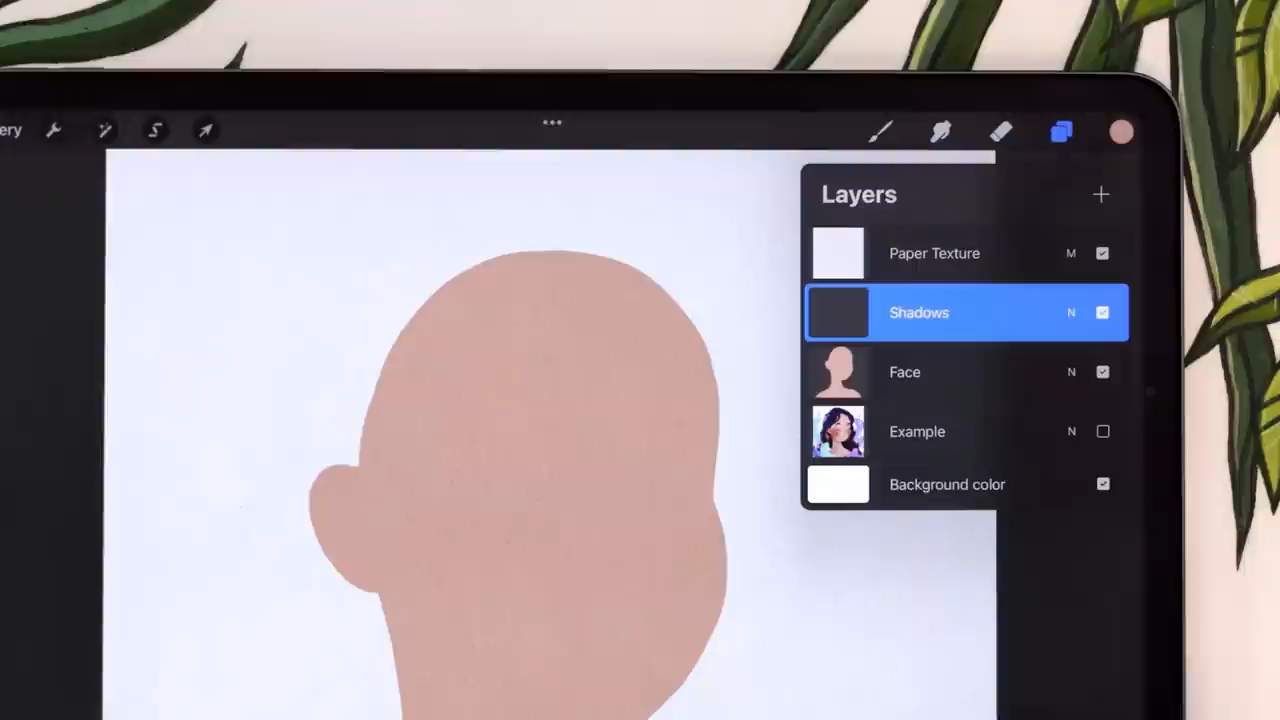 ery
Layers
Paper Texture M
Shadows N
Face N
Example N
Background color